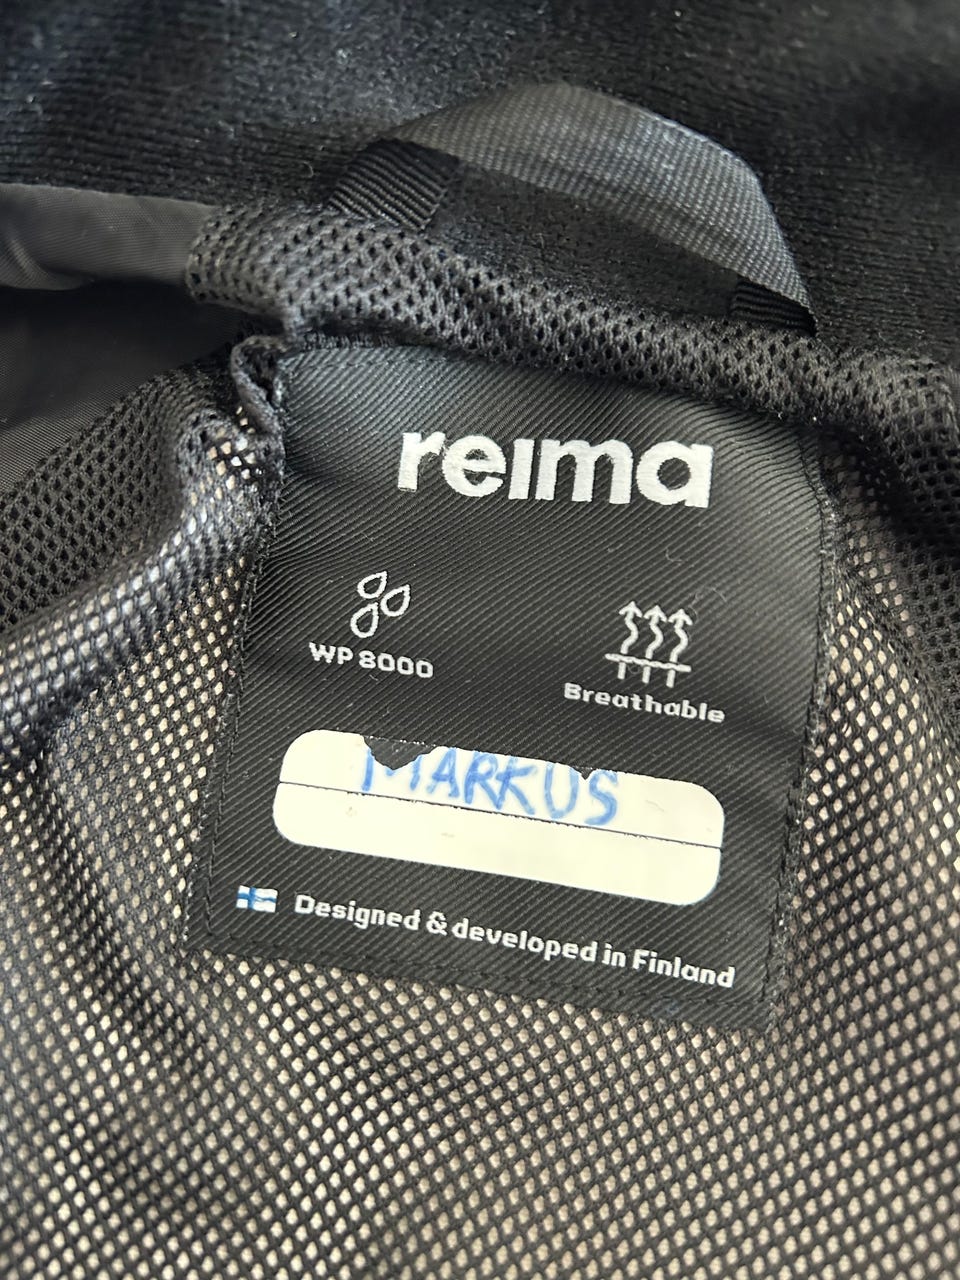 reima
WP 8000
Breathable
MARKUS
Designed & developed in Finland